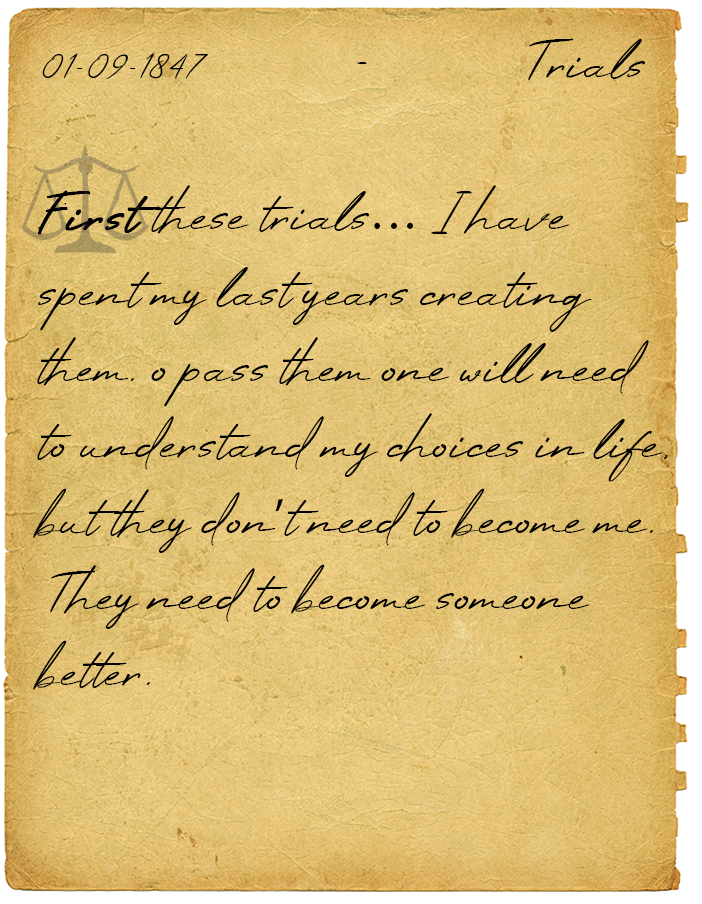 01-09-1847 - Trials
First these trials... I have
spent my last years creating
them. o pass them one will need
to understand my choices in life.
but they don't need to become me.
They need to become someone
better.